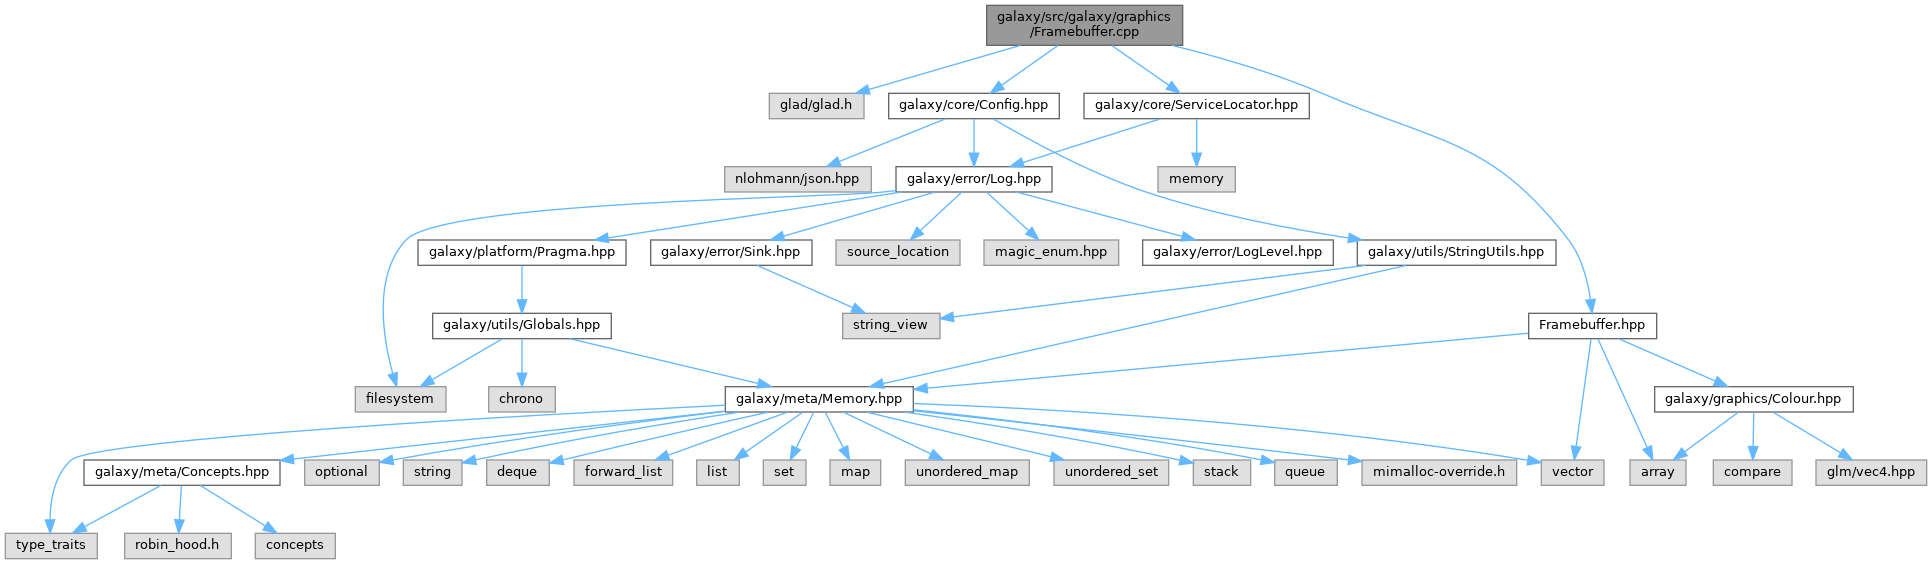 galaxy/src/galaxy/graphics
/Framebuffer.cpp
glad/glad.h
galaxy/core/Config.hpp
galaxy/core/ServiceLocator.hpp
nlohmann/json.hpp
galaxy/error/Log.hpp
memory
galaxy/platform/Pragma.hpp
galaxy/error/Sink.hpp
source_location
magic_enum.hpp
galaxy/error/LogLevel.hpp
galaxy/utils/StringUtils.hpp
galaxy/utils/Globals.hpp
string_view
Framebuffer.hpp
filesystem
chrono
galaxy/meta/Memory.hpp
galaxy/graphics/Colour.hpp
galaxy/meta/Concepts.hpp
optional
string
deque
forward_list
list
set
map
unordered_map
unordered_set
stack
queue
mimalloc-override.h
vector
array
compare
glm/vec4.hpp
type_traits
robin_hood.h
concepts